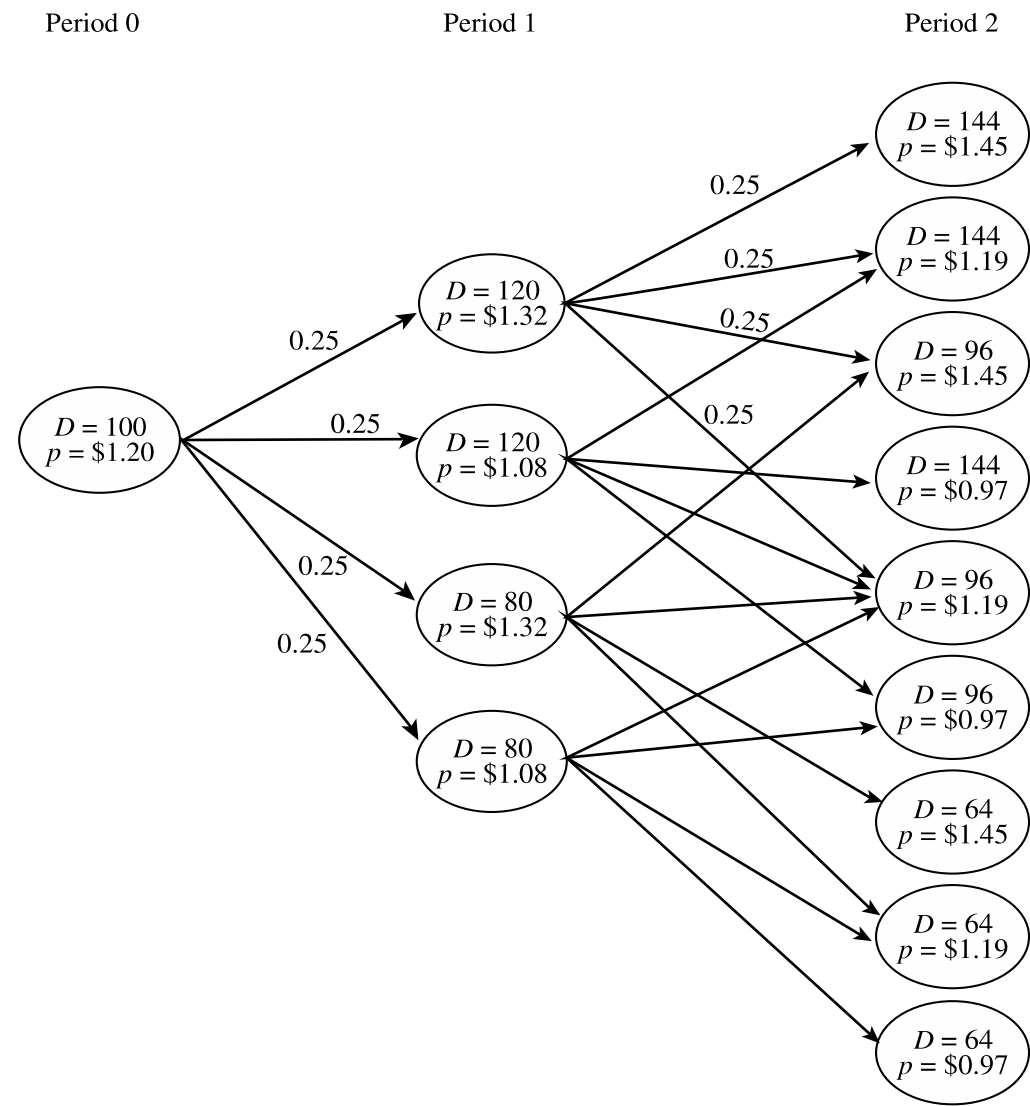 Period 0
Period 1
Period 2
D = 144
p = $1.45
0.25
D = 144
p = $1.19
0.25
D = 120
p = $1.32
0.25
0.25
D = 96
p = $1.45
0.25
D = 100
p = $1.20
0.25
D = 120
p = $1.08
D = 144
p = $0.97
0.25
D = 80
p = $1.32
D = 96
p = $1.19
0.25
D = 96
p = $0.97
D = 80
p = $1.08
D = 64
p = $1.45
D = 64
p = $1.19
D = 64
p = $0.97